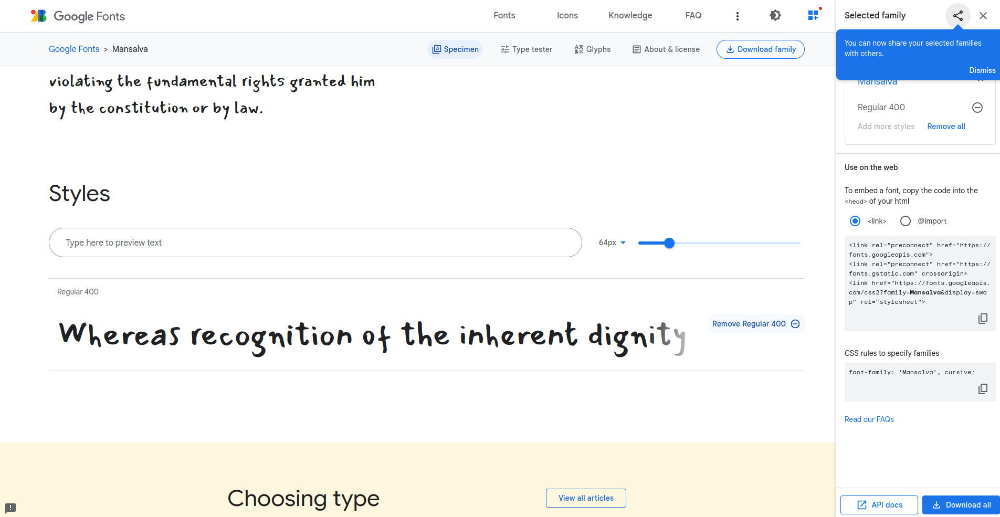 Google Fonts
Fonts
Icons
Knowledge
FAQ
Google Fonts > Mansalva
Specimen
Type tester
Glyphs
About & license
Download family
violating the fundamental rights granted him
by the constitution or by law.
Styles
Type here to preview text
64px
Regular 400
Whereas recognition of the inherent dignity
Remove Regular 400
Choosing type
View all articles
Selected family
You can now share your selected families
with others.
Dismiss
Mansalva
Regular 400
Add more styles
Remove all
Use on the web
To embed a font, copy the code into the
<head> of your html
<link>
@import
<link rel="preconnect" href="https://
fonts.googleapis.com">
<link rel="preconnect" href="https://
fonts.gstatic.com" crossorigin>
<link href="https://fonts.googleapis.
com/css2?family=Mansalva&display=swa
p" rel="stylesheet">
CSS rules to specify families
font-family: 'Mansalva', cursive;
Read our FAQs
API docs
Download all